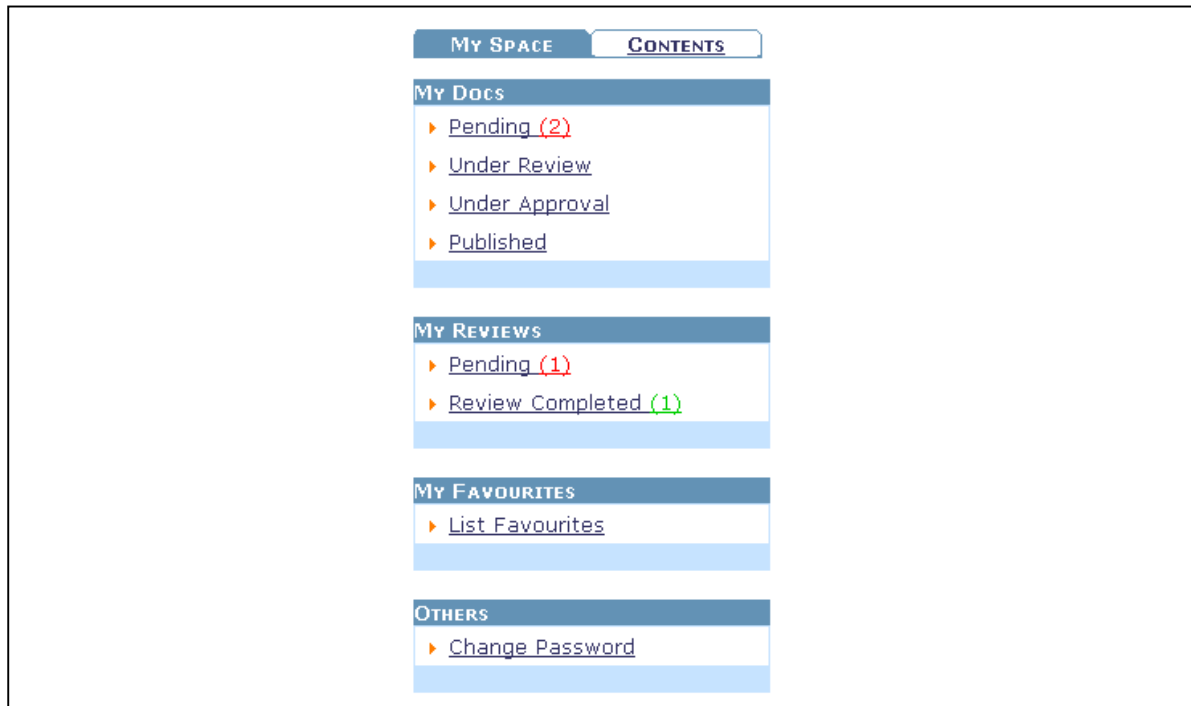 My Space Contents
My Docs
Pending (2)
Under Review
Under Approval
Published
My Reviews
Pending (1)
Review Completed (1)
My Favourites
List Favourites
Others
Change Password